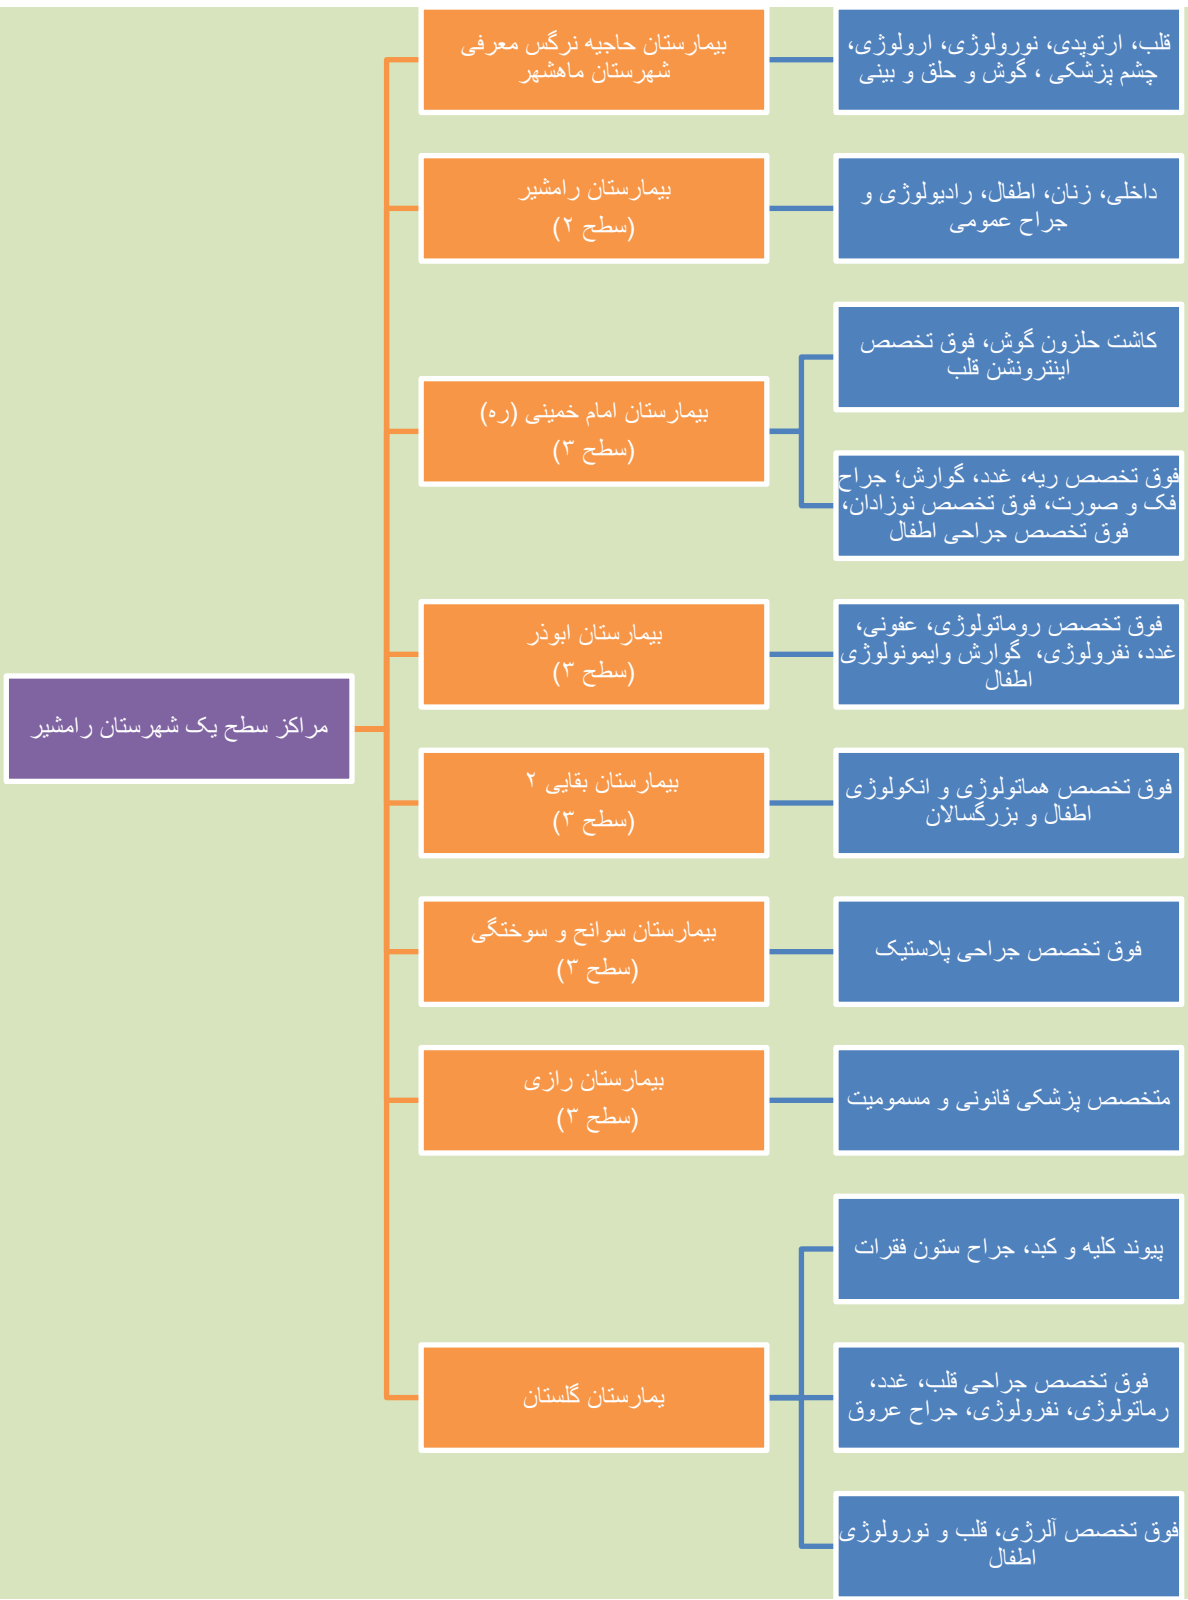 مراکز سطح یک شهرستان رامشیر
بیمارستان حاجیه نرگس معرفی
شهرستان ماهشهر
قلب، ارتوپدی، نورولوژی، ارولوژی،
چشم پزشکی ، گوش و حلق و بینی
بیمارستان رامشیر
(سطح ۲)
داخلی، زنان، اطفال، رادیولوژی و
جراح عمومی
بیمارستان امام خمینی (ره)
(سطح ۳)
کاشت حلزون گوش، فوق تخصص
اینترونشن قلب
فوق تخصص ریه، غدد، گوارش؛ جراح
فک و صورت، فوق تخصص نوزادان،
فوق تخصص جراحی اطفال
بیمارستان ابوذر
(سطح ۳)
فوق تخصص روماتولوژی، عفونی،
غدد، نفرولوژی، گوارش وایمونولوژی
اطفال
بیمارستان بقایی ۲
(سطح ۳)
فوق تخصص هماتولوژی و انکولوژی
اطفال و بزرگسالان
بیمارستان سوانح و سوختگی
(سطح ۳)
فوق تخصص جراحی پلاستیک
بیمارستان رازی
(سطح ۳)
متخصص پزشکی قانونی و مسمومیت
یمارستان گلستان
پیوند کلیه و کبد، جراح ستون فقرات
فوق تخصص جراحی قلب، غدد،
رماتولوژی، نفرولوژی، جراح عروق
فوق تخصص آلرژی، قلب و نورولوژی
اطفال